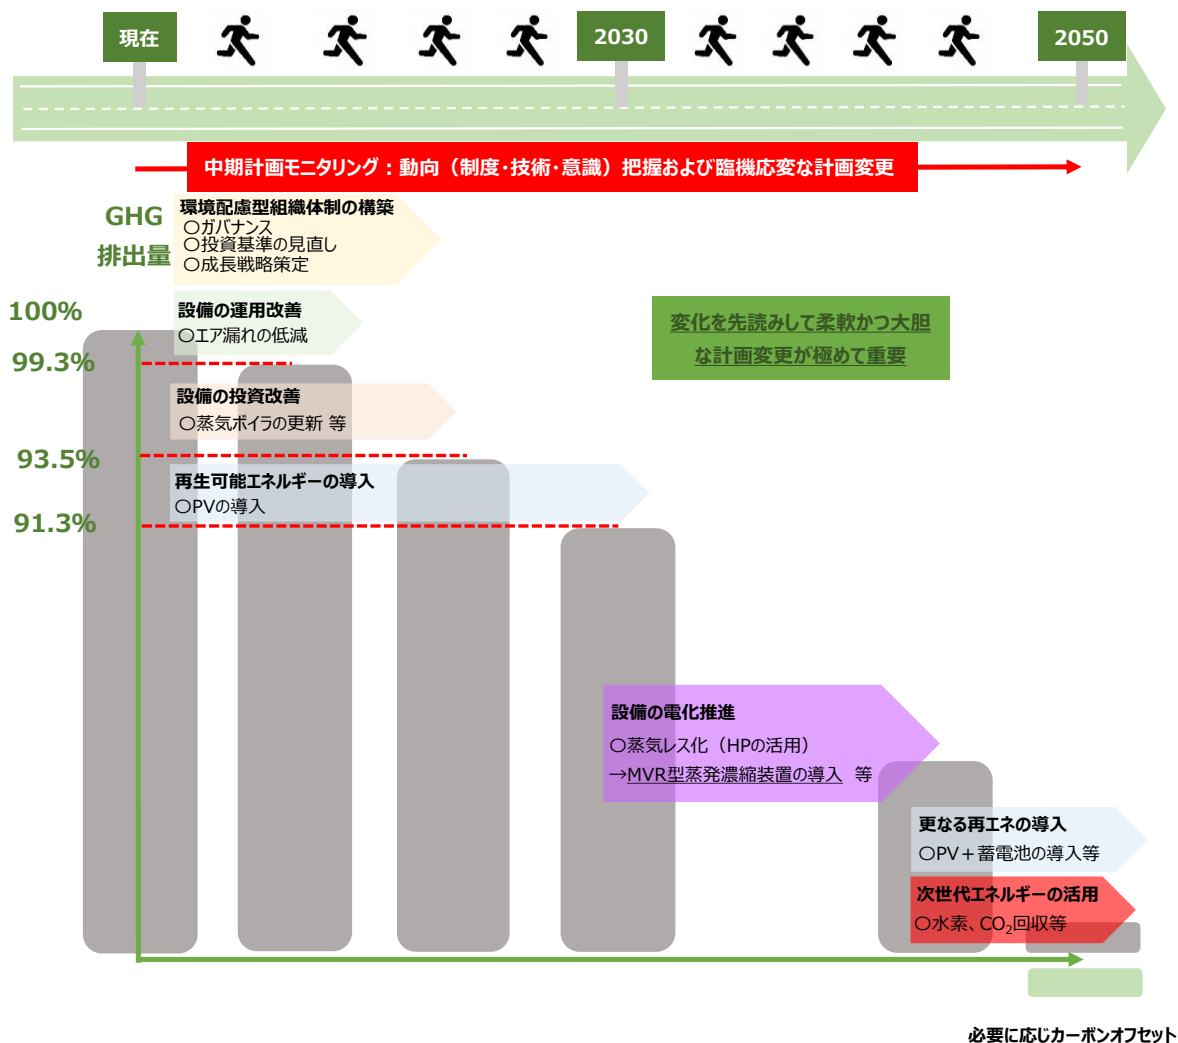 現在
2030
2050
中期計画モニタリング：動向（制度・技術・意識）把握および臨機応変な計画変更
GHG
排出量
環境配慮型組織体制の構築
○ガバナンス
○投資基準の見直し
○成長戦略策定
100%
設備の運用改善
○エア漏れの低減
変化を先読みして柔軟かつ大胆
な計画変更が極めて重要
99.3%
設備の投資改善
○蒸気ボイラの更新 等
93.5%
再生可能エネルギーの導入
○PVの導入
91.3%
設備の電化推進
○蒸気レス化（HPの活用）
→MVR型蒸発濃縮装置の導入 等
更なる再エネの導入
○PV＋蓄電池の導入等
次世代エネルギーの活用
○水素、CO₂回収等
必要に応じカーボンオフセット